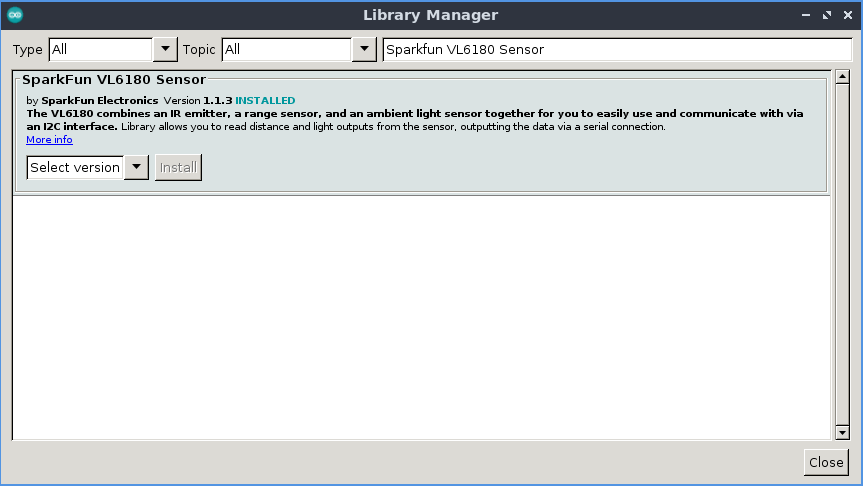 Library Manager
Type All Topic All Sparkfun VL6180 Sensor
SparkFun VL6180 Sensor
by SparkFun Electronics Version 1.1.3 INSTALLED
The VL6180 combines an IR emitter, a range sensor, and an ambient light sensor together for you to easily use and communicate with via
an I2C interface. Library allows you to read distance and light outputs from the sensor, outputting the data via a serial connection.
More info
Select version Install
Close